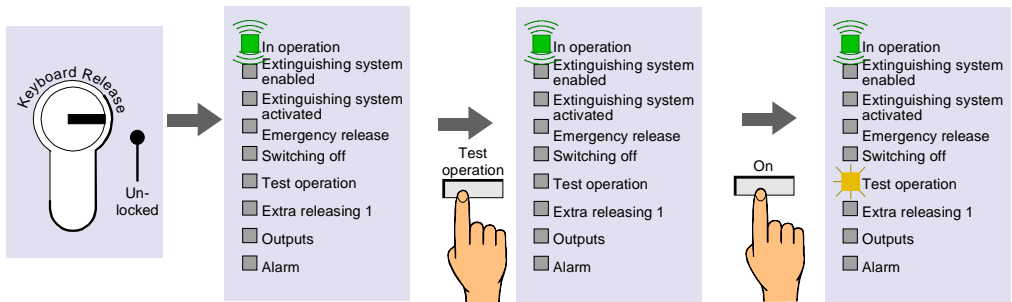 Keyboard Release
Un-
locked
In operation
Extinguishing system
enabled
Extinguishing system
activated
Emergency release
Switching off
Test operation
Extra releasing 1
Outputs
Alarm
Test
operation
In operation
Extinguishing system
enabled
Extinguishing system
activated
Emergency release
Switching off
Test operation
Extra releasing 1
Outputs
Alarm
On
In operation
Extinguishing system
enabled
Extinguishing system
activated
Emergency release
Switching off
Test operation
Extra releasing 1
Outputs
Alarm